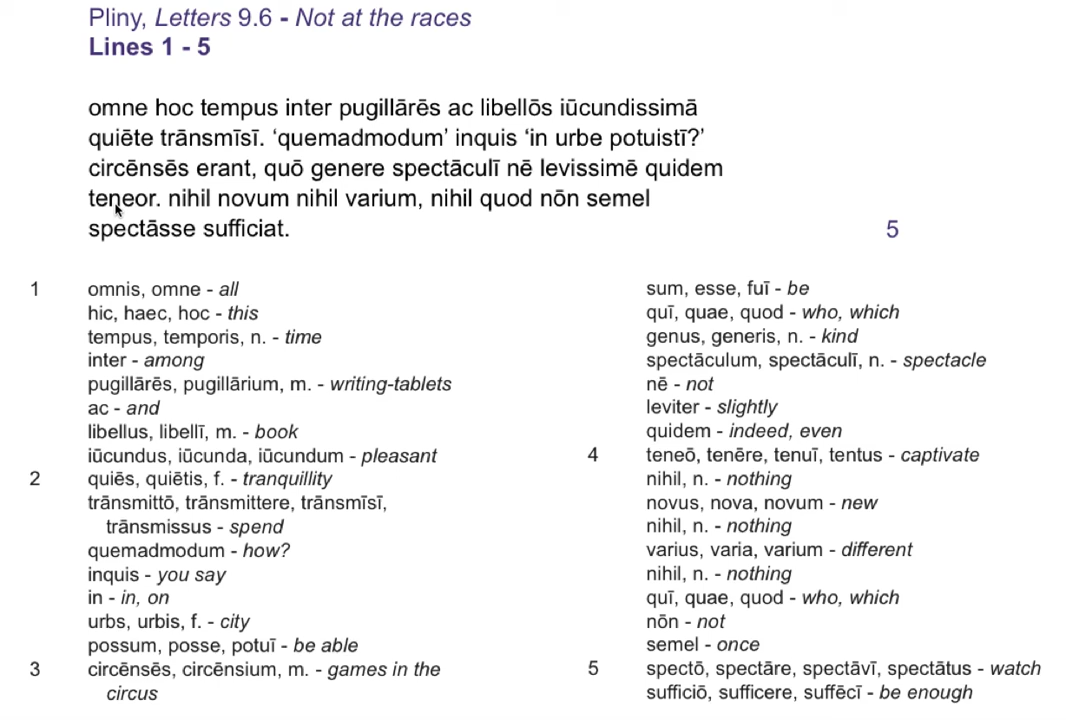 Pliny, Letters 9.6 - Not at the races
Lines 1 - 5
omne hoc tempus inter pugillārēs ac libellōs iūcundissimā
quiēte trānsmīsī. ‘quemadmodum’ inquis ‘in urbe potuistī?’
circēnsēs erant, quō genere spectāculī nē levissimē quidem
teneor. nihil novum nihil varium, nihil quod nōn semel
spectāsse sufficiat. 5
1 omnis, omne - all
hic, haec, hoc - this
tempus, temporis, n. - time
inter - among
pugillārēs, pugillārium, m. - writing-tablets
ac - and
libellus, libellī, m. - book
iūcundus, iūcunda, iūcundum - pleasant
2 quiēs, quiētis, f. - tranquillity
trānsmittō, trānsmittere, trānsmīsī,
trānsmissus - spend
quemadmodum - how?
inquis - you say
in - in, on
urbs, urbis, f. - city
possum, posse, potuī - be able
3 circēnsēs, circēnsium, m. - games in the
circus
sum, esse, fuī - be
quī, quae, quod - who, which
genus, generis, n. - kind
spectāculum, spectāculī, n. - spectacle
nē - not
leviter - slightly
quidem - indeed, even
4 teneō, tenēre, tenuī, tentus - captivate
nihil, n. - nothing
novus, nova, novum - new
nihil, n. - nothing
varius, varia, varium - different
nihil, n. - nothing
quī, quae, quod - who, which
nōn - not
semel - once
5 spectō, spectāre, spectāvī, spectātus - watch
sufficiō, sufficere, suffēcī - be enough